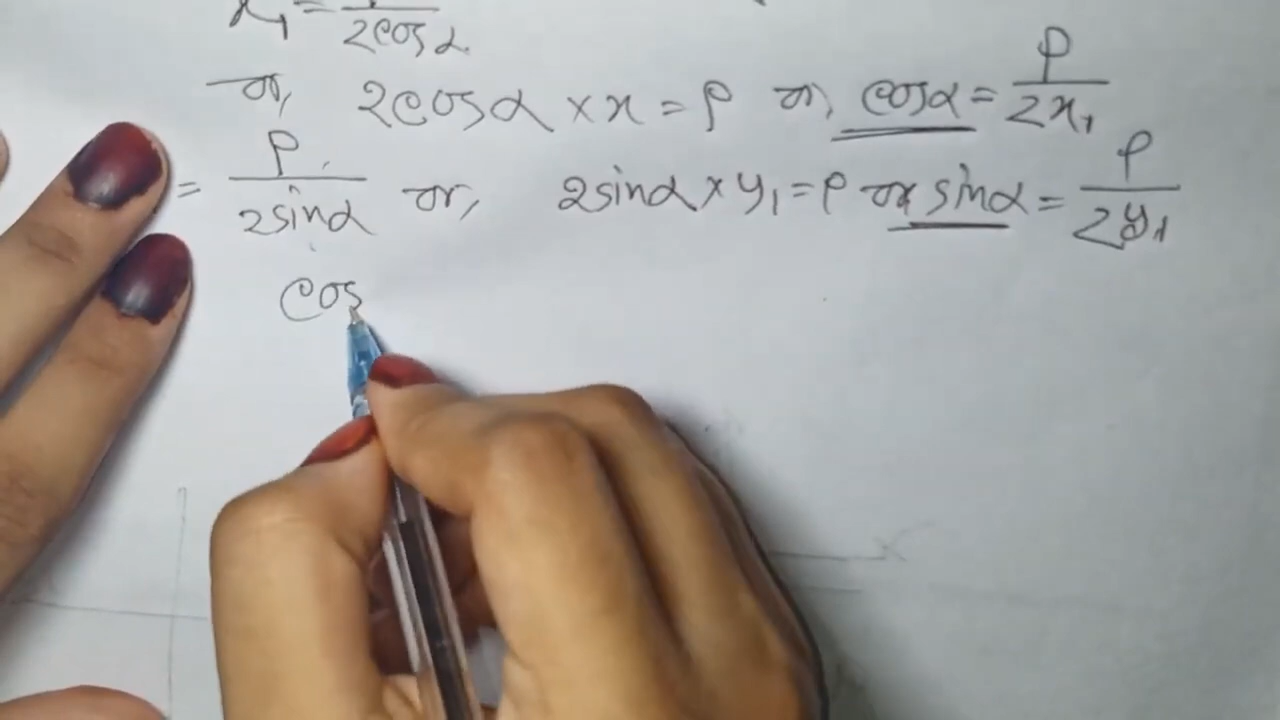 x₁ = 2cosα
or, 2cosα × x = P or, cosα = P/2x₁
= P/2sinα or, 2sinα × y₁ = P or sinα = P/2y₁
cos
X